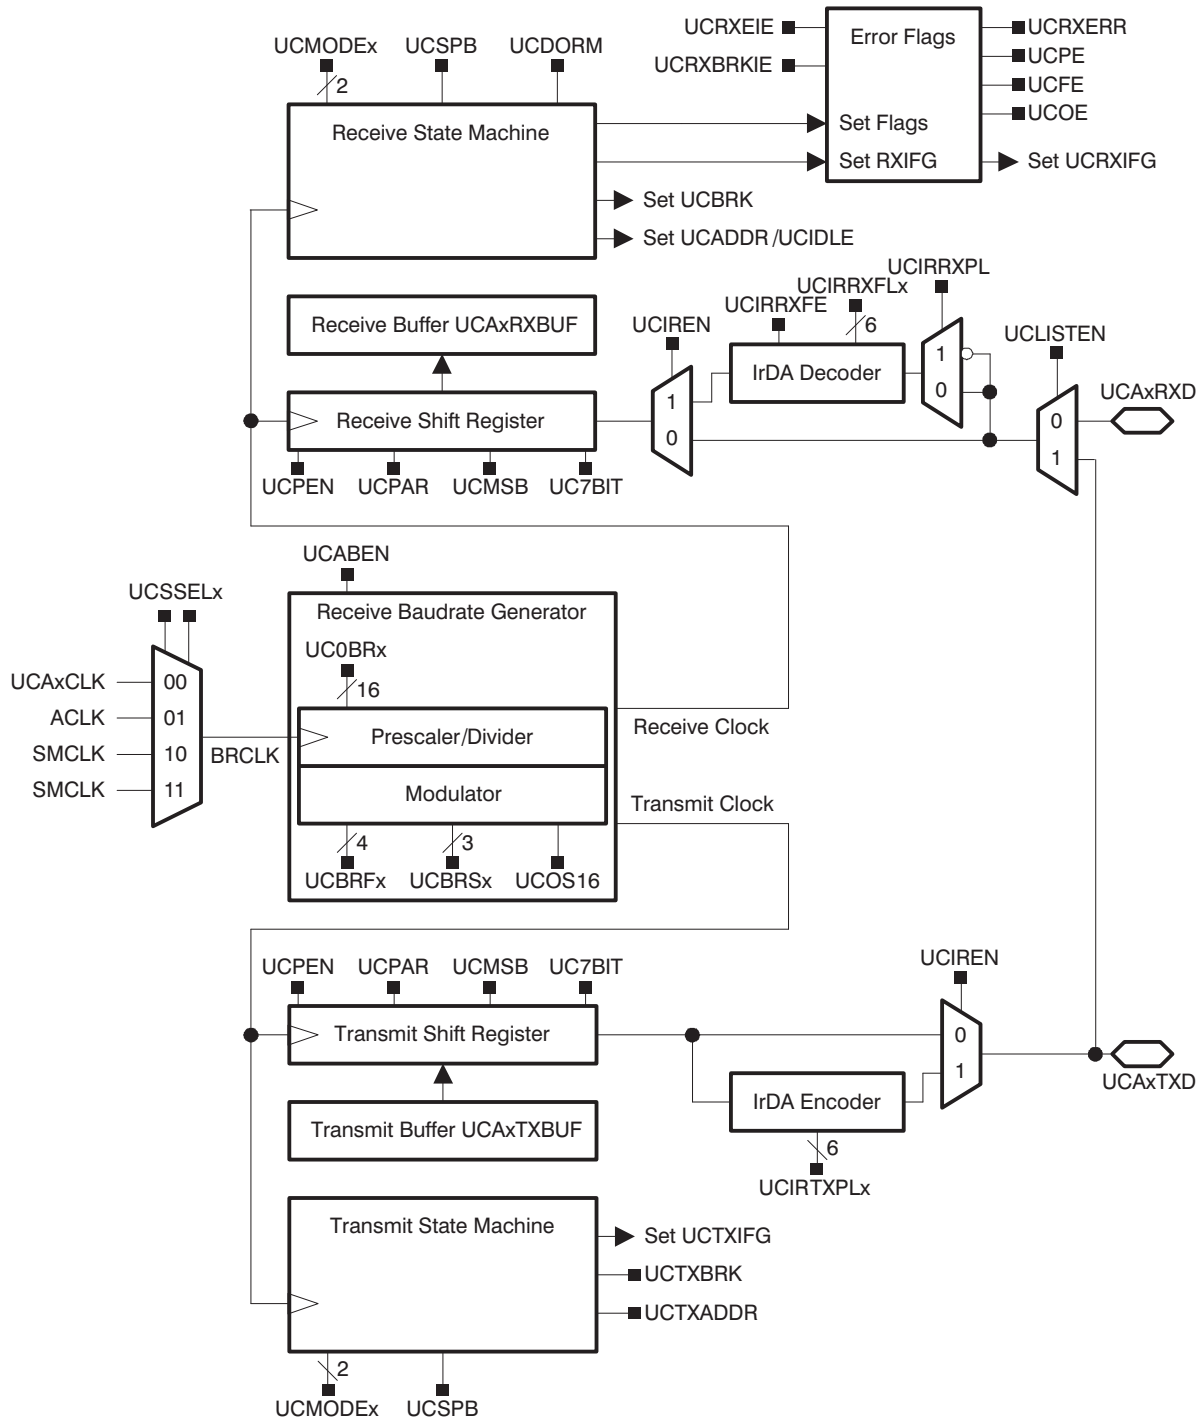 UCMODEx
UCSPB
UCDORM
2
Receive State Machine
UCRXEIE
UCRXBRKIE
Error Flags
Set Flags
Set RXIFG
UCRXERR
UCPE
UCFE
UCOE
Set UCRXIFG
Set UCBRK
Set UCADDR /UCIDLE
Receive Buffer UCAxRXBUF
Receive Shift Register
UCPEN
UCPAR
UCMSB
UC7BIT
UCIREN
1
0
UCIRRXFE
UCIRRXFLx
6
IrDA Decoder
UCIRRXPL
1
0
UCLISTEN
0
1
UCAxRXD
UCABEN
Receive Baudrate Generator
UC0BRx
16
Prescaler/Divider
Modulator
4
3
UCBRFx
UCBRSx
UCOS16
UCSSELx
UCAxCLK
ACLK
SMCLK
SMCLK
00
01
10
11
BRCLK
Receive Clock
Transmit Clock
UCPEN
UCPAR
UCMSB
UC7BIT
Transmit Shift Register
Transmit Buffer UCAxTXBUF
UCIREN
0
1
IrDA Encoder
6
UCIRTXPLx
UCAxTXD
Transmit State Machine
Set UCTXIFG
UCTXBRK
UCTXADDR
2
UCMODEx
UCSPB